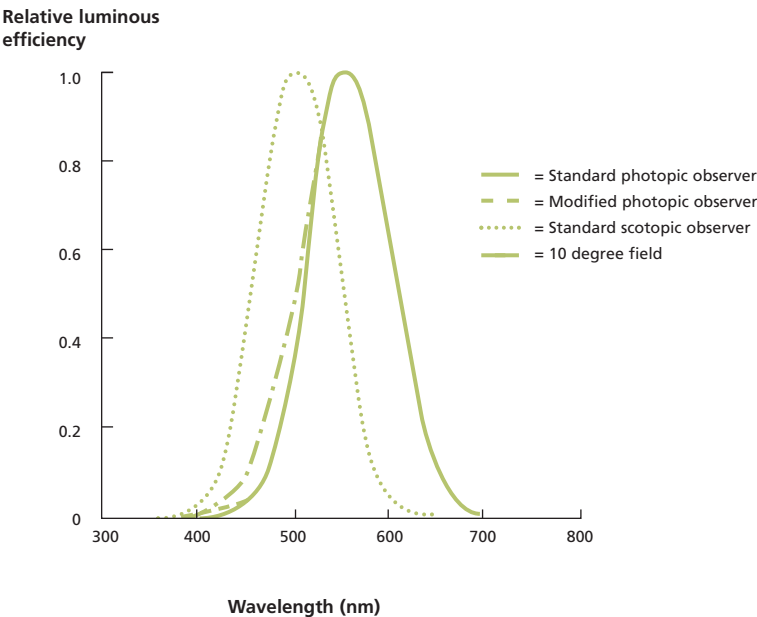 Relative luminous
efficiency
1.0
0.8
0.6
0.4
0.2
0
300 400 500 600 700 800
Wavelength (nm)
= Standard photopic observer
= Modified photopic observer
= Standard scotopic observer
= 10 degree field